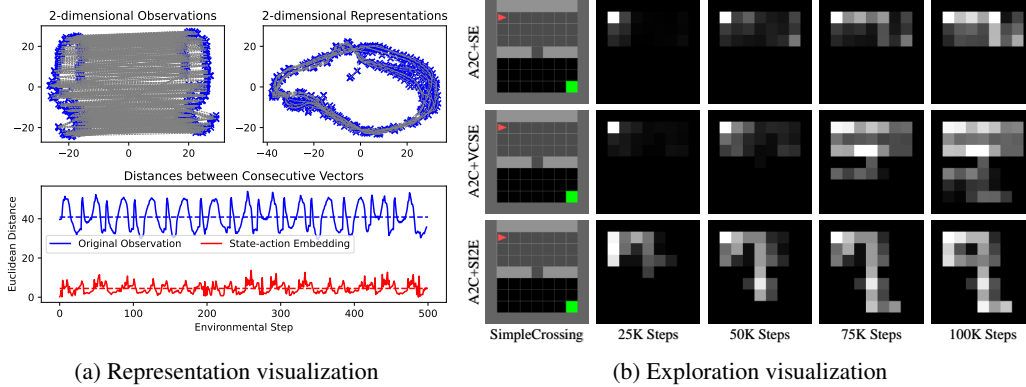 2-dimensional Observations
2-dimensional Representations
20
0
−20
−20
0
20
20
0
−20
−40
−20
0
20
Distances between Consecutive Vectors
Euclidean Distance
40
20
0
Original Observation
State-action Embedding
0
100
200
300
400
500
Environmental Step
(a) Representation visualization
A2C+SE
A2C+VCSE
A2C+SI2E
SimpleCrossing
25K Steps
50K Steps
75K Steps
100K Steps
(b) Exploration visualization